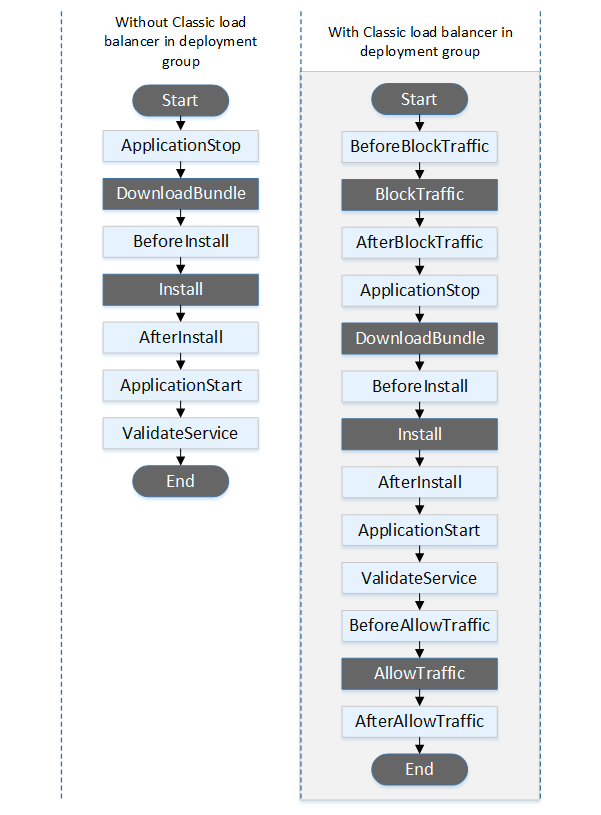 Without Classic load
balancer in deployment
group
Start
ApplicationStop
DownloadBundle
BeforeInstall
Install
AfterInstall
ApplicationStart
ValidateService
End
With Classic load balancer in
deployment group
Start
BeforeBlockTraffic
BlockTraffic
AfterBlockTraffic
ApplicationStop
DownloadBundle
BeforeInstall
Install
AfterInstall
ApplicationStart
ValidateService
BeforeAllowTraffic
AllowTraffic
AfterAllowTraffic
End